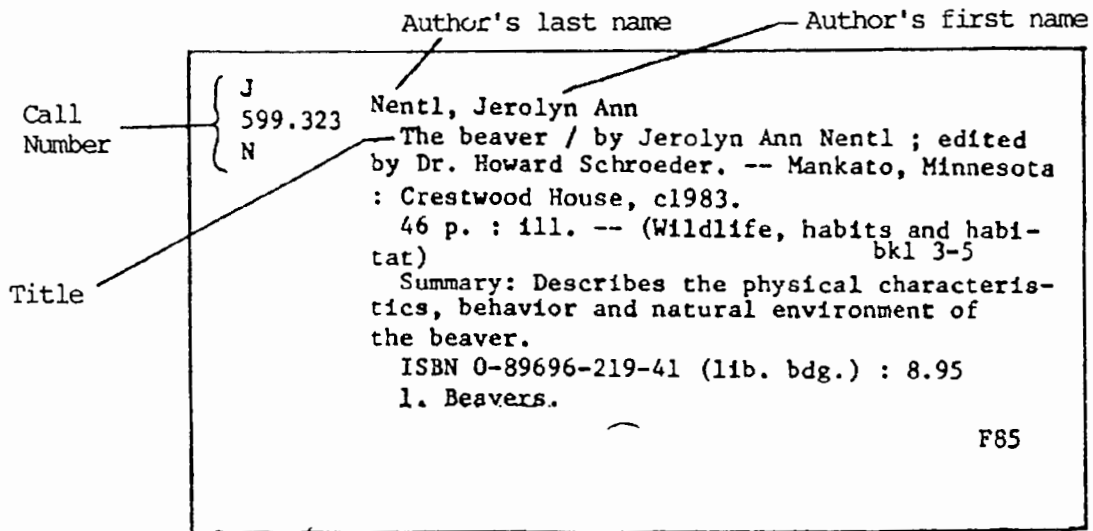 Author's last name
Author's first name
Call
Number
J
599.323
N
Nentl, Jerolyn Ann
The beaver / by Jerolyn Ann Nentl ; edited
by Dr. Howard Schroeder. -- Mankato, Minnesota
: Crestwood House, c1983.
46 p. : ill. -- (Wildlife, habits and habi-
tat)
bkl 3-5
Title
Summary: Describes the physical characteris-
tics, behavior and natural environment of
the beaver.
ISBN 0-89696-219-41 (lib. bdg.) : 8.95
1. Beavers.
F85